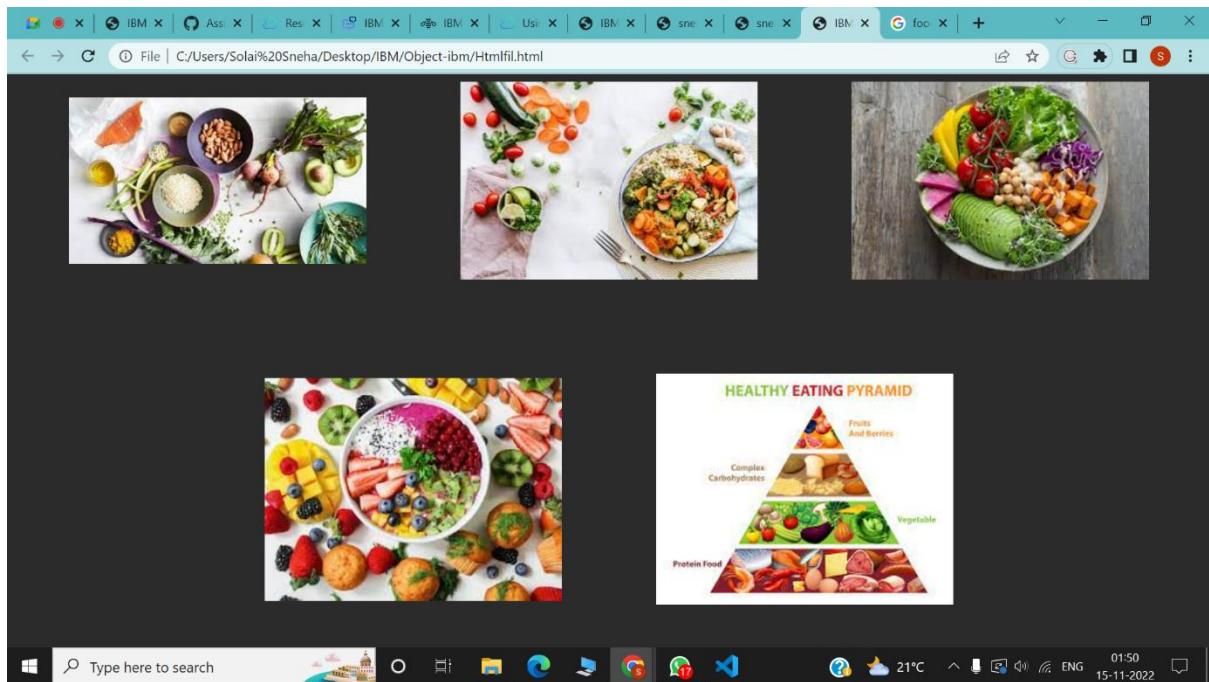 IBM
Ass
Res
IBM
IBM
Usi
IBM
sne
sne
IBM
foo
File | C:/Users/Solai%20Sneha/Desktop/IBM/Object-ibm/Htmlfil.html
S
HEALTHY EATING PYRAMID
Fruits
And Berries
Complex
Carbohydrates
Vegetable
Protein Food
Type here to search
17
21°C
ENG
01:50
15-11-2022